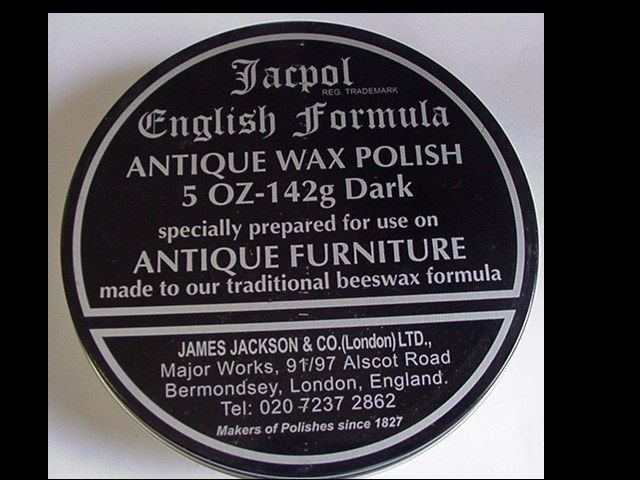 Jacpol
REG. TRADEMARK
English Formula
ANTIQUE WAX POLISH
5 OZ-142g Dark
specially prepared for use on
ANTIQUE FURNITURE
made to our traditional beeswax formula
JAMES JACKSON & CO.(London) LTD.,
Major Works, 91/97 Alscot Road
Bermondsey, London, England.
Tel: 020 7237 2862
Makers of Polishes since 1827